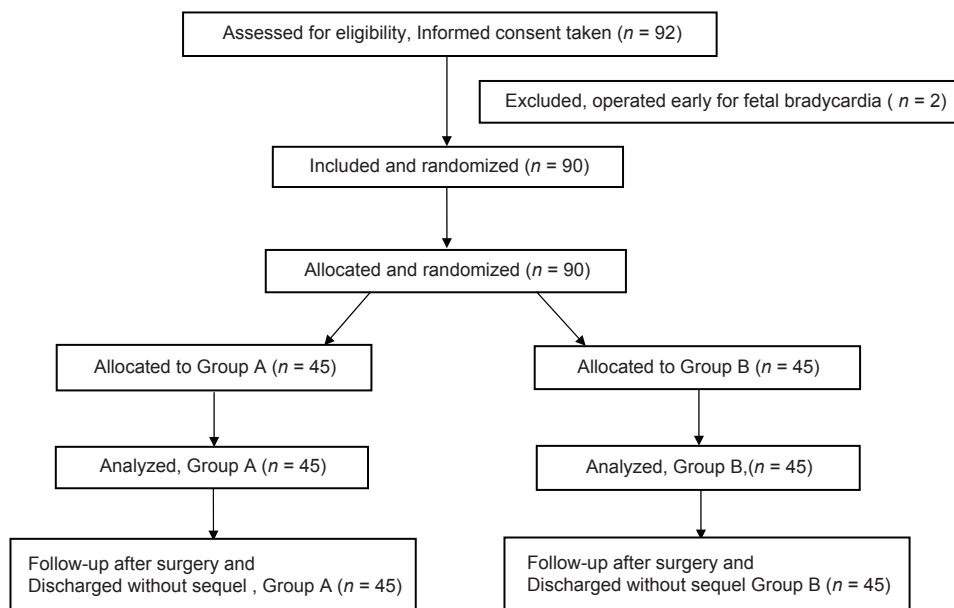 Assessed for eligibility, Informed consent taken (n = 92)
Excluded, operated early for fetal bradycardia ( n = 2)
Included and randomized (n = 90)
Allocated and randomized (n = 90)
Allocated to Group A (n = 45)
Allocated to Group B (n = 45)
Analyzed, Group A (n = 45)
Analyzed, Group B,(n = 45)
Follow-up after surgery and
Discharged without sequel , Group A (n = 45)
Follow-up after surgery and
Discharged without sequel Group B (n = 45)